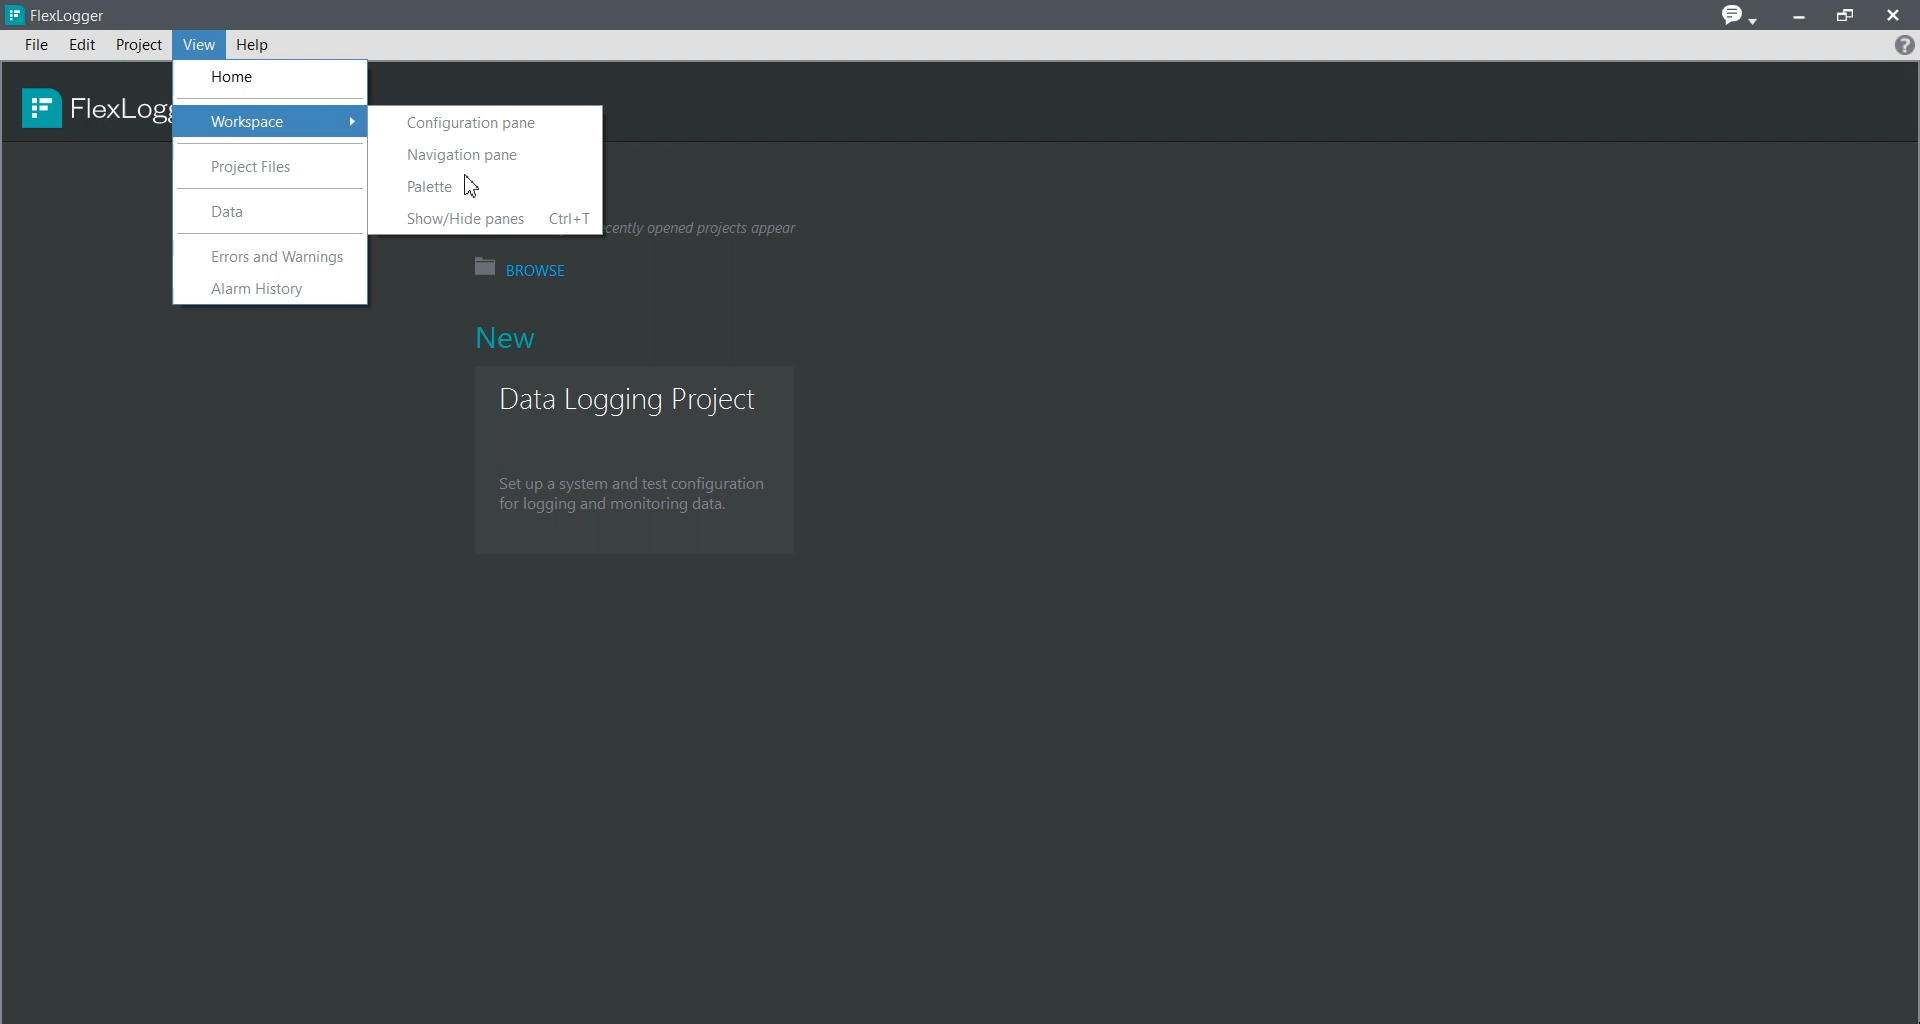 FlexLogger
File Edit Project View Help
Home
Workspace
Project Files
Data
Errors and Warnings
Alarm History
Configuration pane
Navigation pane
Palette
Show/Hide panes Ctrl+T
opened projects appear
BROWSE
New
Data Logging Project
Set up a system and test configuration
for logging and monitoring data.